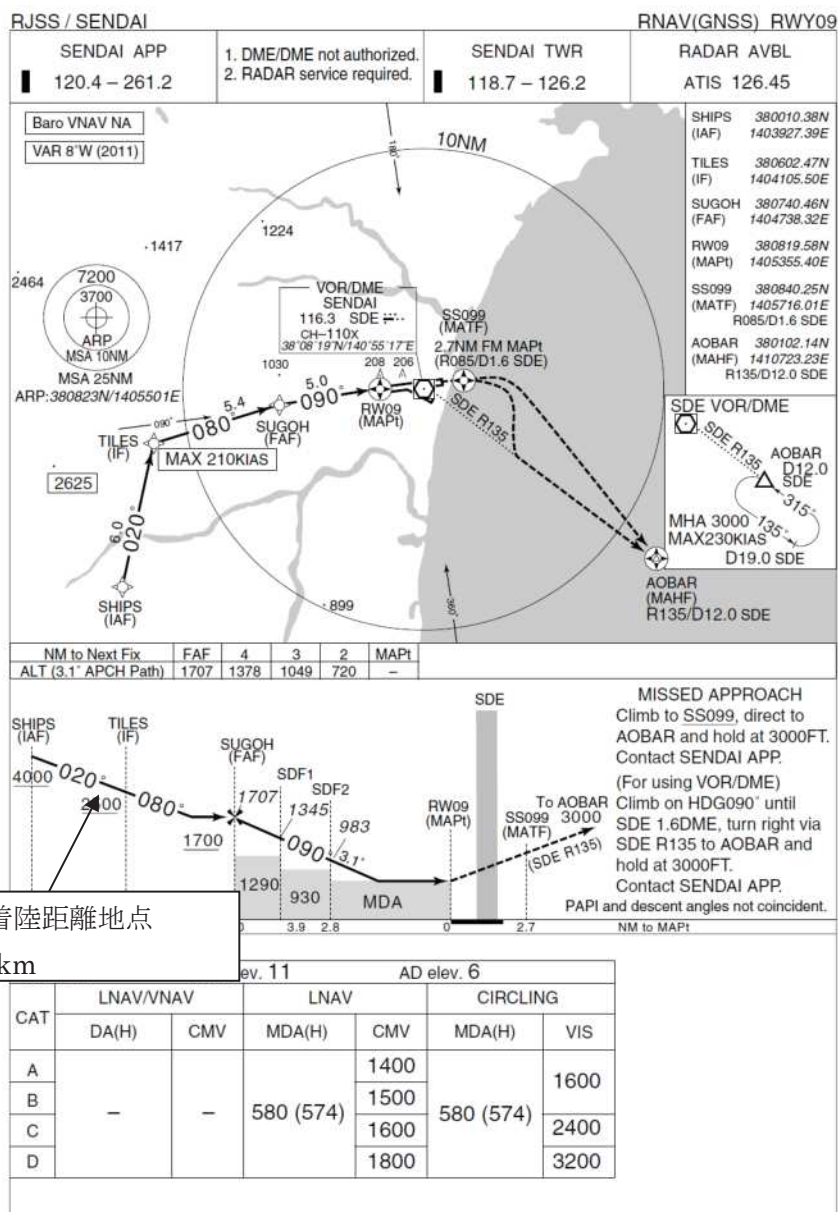 RJSS / SENDAI
RNAV(GNSS) RWY09
SENDAI APP
120.4 – 261.2
1. DME/DME not authorized.
2. RADAR service required.
SENDAI TWR
118.7 – 126.2
RADAR AVBL
ATIS 126.45
Baro VNAV NA
VAR 8°W (2011)
10NM
180°
SHIPS 380010.38N
(IAF) 1403927.39E
TILES 380602.47N
(IF) 1404105.50E
SUGOH 380740.46N
(FAF) 1404738.32E
RW09 380819.58N
(MAPt) 1405355.40E
SS099 380840.25N
(MATF) 1405716.01E
R085/D1.6 SDE
AOBAR 380102.14N
(MAHF) 1410723.23E
R135/D12.0 SDE
1224
1417
2464
7200
3700
ARP
MSA 10NM
MSA 25NM
ARP:380823N/1405501E
VOR/DME
SENDAI
116.3 SDE
CH–110X
38°08'19"N/140°55'17"E
SS099
(MATF)
2.7NM FM MAPt
(R085/D1.6 SDE)
1030
208 206
5.4
5.0
090°
080°
090°
TILES
(IF)
SUGOH
(FAF)
RW09
(MAPt)
SDE R135
MAX 210KIAS
2625
6.0
020°
SHIPS
(IAF)
899
360°
AOBAR
(MAHF)
R135/D12.0 SDE
SDE VOR/DME
SDE R135
AOBAR
D12.0
SDE
315°
135°
MHA 3000
MAX230KIAS
D19.0 SDE
NM to Next Fix FAF 4 3 2 MAPt
ALT (3.1° APCH Path) 1707 1378 1049 720 –
SHIPS
(IAF)
TILES
(IF)
SUGOH
(FAF)
SDF1
SDF2
SDE
RW09
(MAPt)
SS099
(MATF)
To AOBAR
3000
(SDE R135)
4000
020°
080°
1707
1345
983
1700
090°
3.1°
1290
930
MDA
3.9 2.8 0 2.7 NM to MAPt
MISSED APPROACH
Climb to SS099, direct to
AOBAR and hold at 3000FT.
Contact SENDAI APP.
(For using VOR/DME)
Climb on HDG090° until
SDE 1.6DME, turn right via
SDE R135 to AOBAR and
hold at 3000FT.
Contact SENDAI APP.
PAPI and descent angles not coincident.
着陸距離地点
km
ev. 11 AD elev. 6
CAT LNAV/VNAV LNAV CIRCLING
DA(H) CMV MDA(H) CMV MDA(H) VIS
A – – 580 (574) 1400 580 (574) 1600
B 1500
C 1600 2400
D 1800 3200